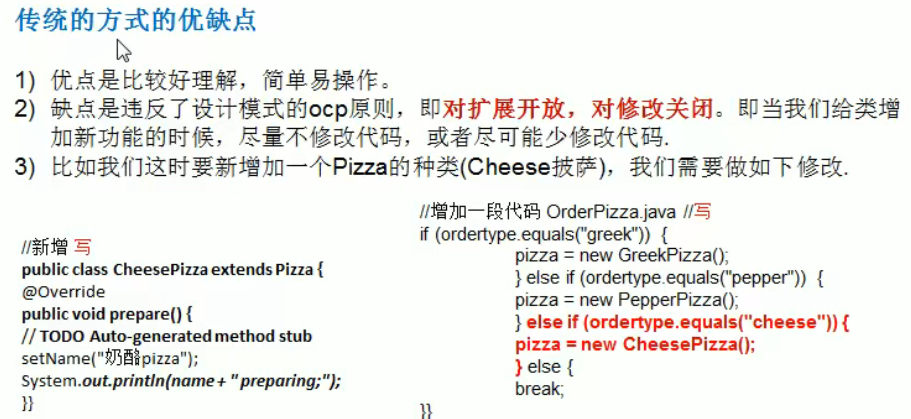 传统的方式的优缺点
1) 优点是比较好理解，简单易操作。
2) 缺点是违反了设计模式的ocp原则，即对扩展开放，对修改关闭。即当我们给类增
加新功能的时候，尽量不修改代码，或者尽可能少修改代码.
3) 比如我们这时要新增加一个Pizza的种类(Cheese披萨)，我们需要做如下修改.
//新增 写
public class CheesePizza extends Pizza {
@Override
public void prepare() {
// TODO Auto-generated method stub
setName("奶酪pizza");
System.out.println(name + " preparing;");
}}
//增加一段代码 OrderPizza.java //写
if (ordertype.equals("greek")) {
pizza = new GreekPizza();
} else if (ordertype.equals("pepper")) {
pizza = new PepperPizza();
} else if (ordertype.equals("cheese")) {
pizza = new CheesePizza();
} else {
break;
}}